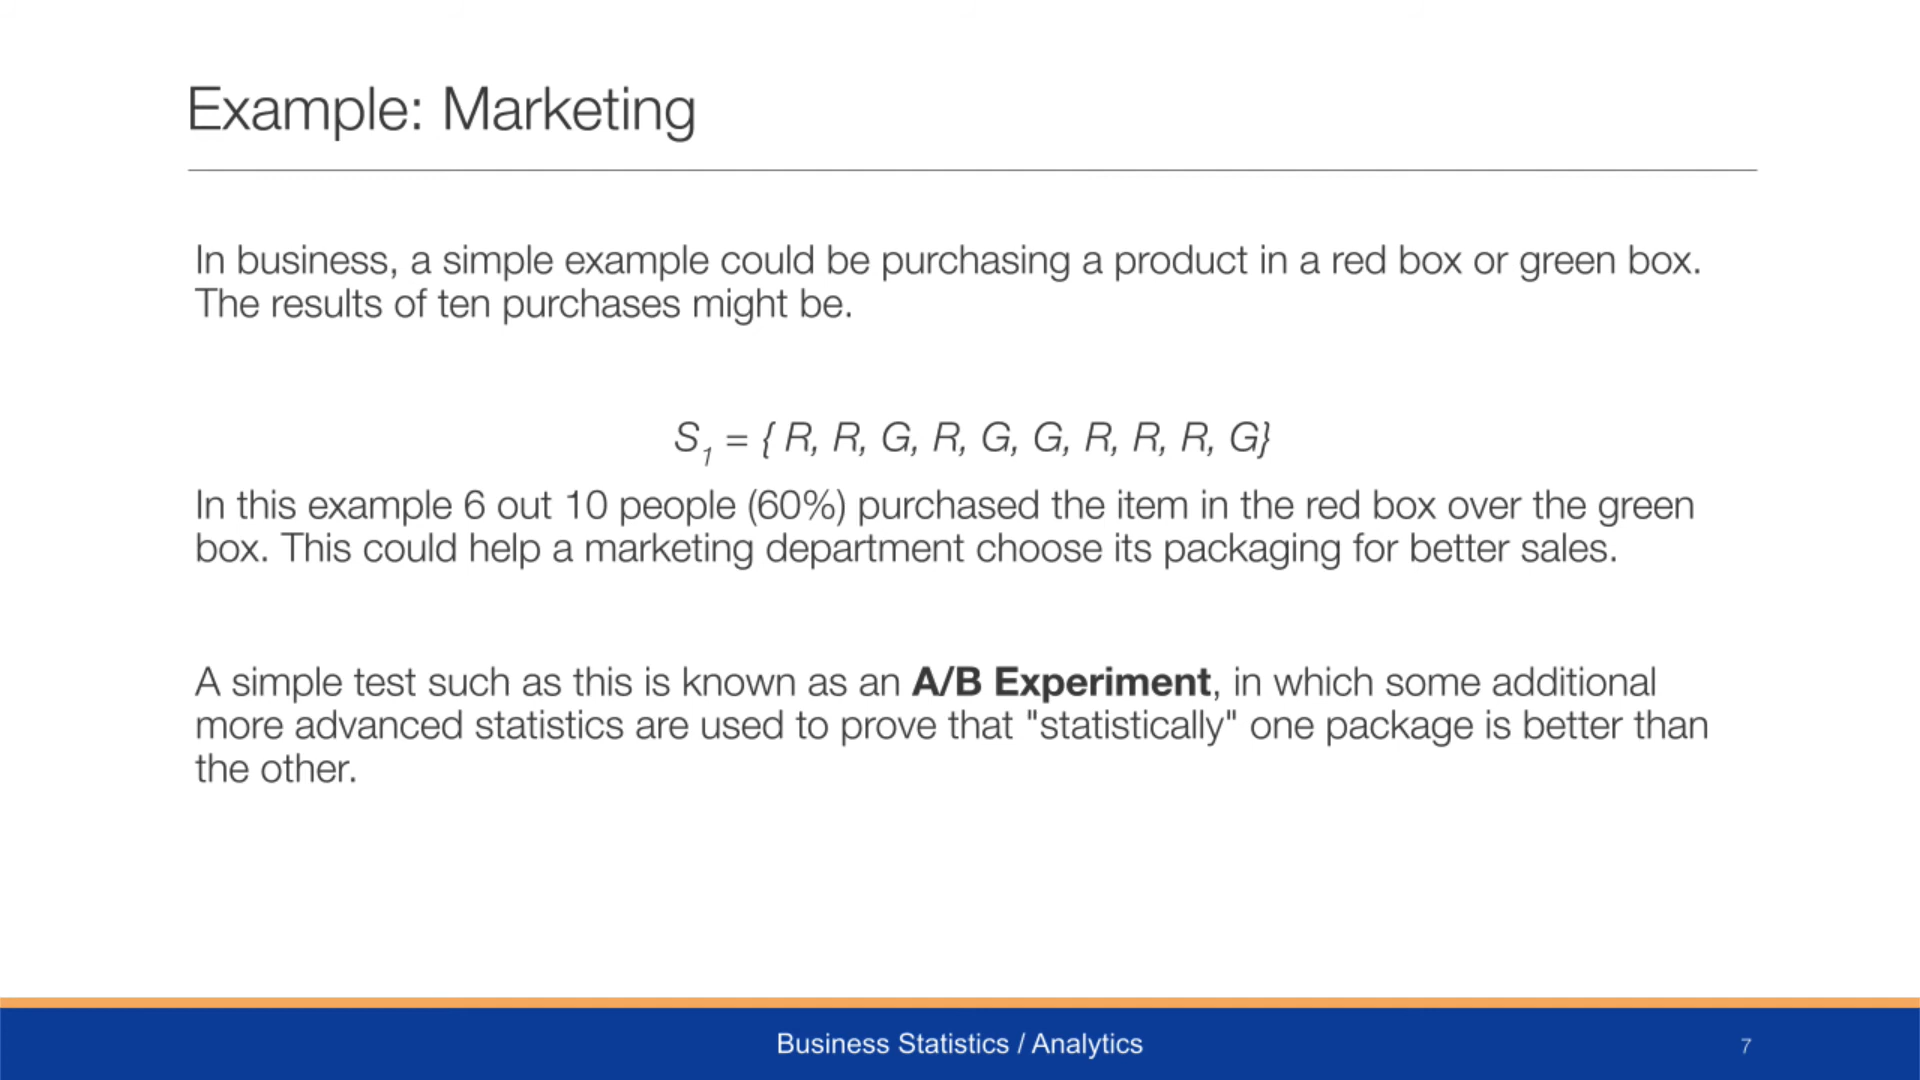 Example: Marketing
In business, a simple example could be purchasing a product in a red box or green box.
The results of ten purchases might be.
S1 = { R, R, G, R, G, G, R, R, R, G}
In this example 6 out 10 people (60%) purchased the item in the red box over the green
box. This could help a marketing department choose its packaging for better sales.
A simple test such as this is known as an A/B Experiment, in which some additional
more advanced statistics are used to prove that "statistically" one package is better than
the other.
Business Statistics / Analytics
7